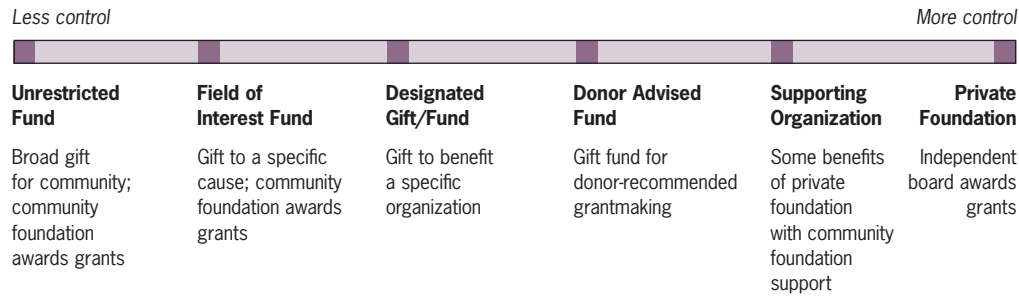 Less control
More control
Unrestricted
Fund
Broad gift
for community;
community
foundation
awards grants
Field of
Interest Fund
Gift to a specific
cause; community
foundation awards
grants
Designated
Gift/Fund
Gift to benefit
a specific
organization
Donor Advised
Fund
Gift fund for
donor-recommended
grantmaking
Supporting
Organization
Some benefits
of private
foundation
with community
foundation
support
Private
Foundation
Independent
board awards
grants